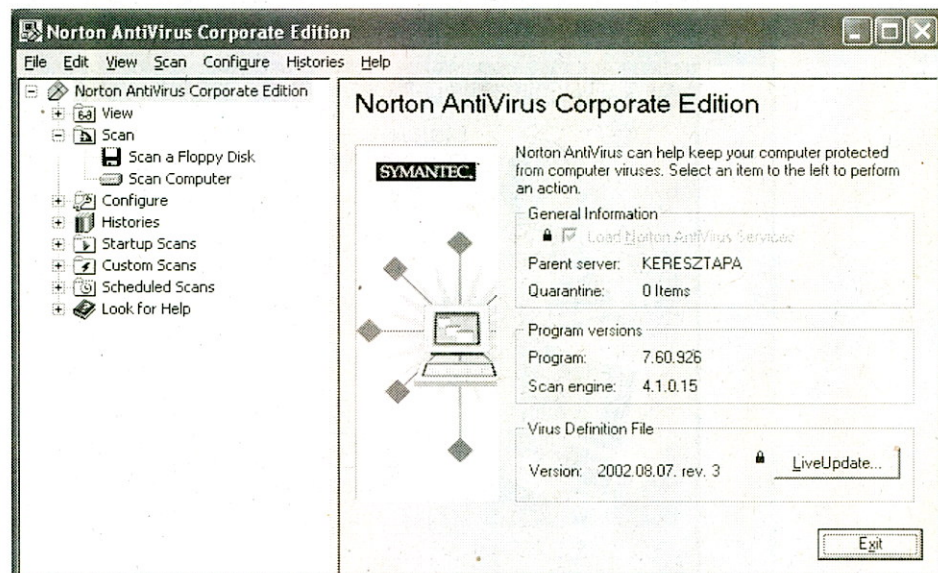 Norton AntiVirus Corporate Edition
File Edit View Scan Configure Histories Help
Norton AntiVirus Corporate Edition
View
Scan
Scan a Floppy Disk
Scan Computer
Configure
Histories
Startup Scans
Custom Scans
Scheduled Scans
Look for Help
Norton AntiVirus Corporate Edition
SYMANTEC.
Norton AntiVirus can help keep your computer protected
from computer viruses. Select an item to the left to perform
an action.
General Information
Load Norton AntiVirus Services
Parent server: KERESZTAPA
Quarantine: 0 Items
Program versions
Program: 7.60.926
Scan engine: 4.1.0.15
Virus Definition File
Version: 2002.08.07. rev. 3
LiveUpdate...
Exit